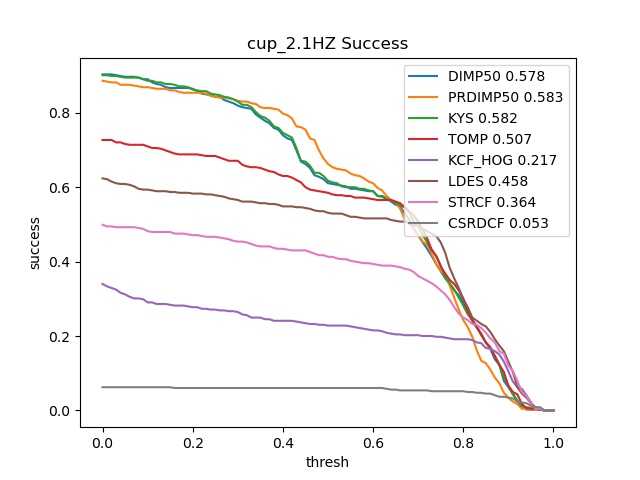 cup_2.1HZ Success
DIMP50 0.578
PRDIMP50 0.583
KYS 0.582
TOMP 0.507
KCF_HOG 0.217
LDES 0.458
STRCF 0.364
CSRDCF 0.053
success
0.8
0.6
0.4
0.2
0.0
0.0 0.2 0.4 0.6 0.8 1.0
thresh